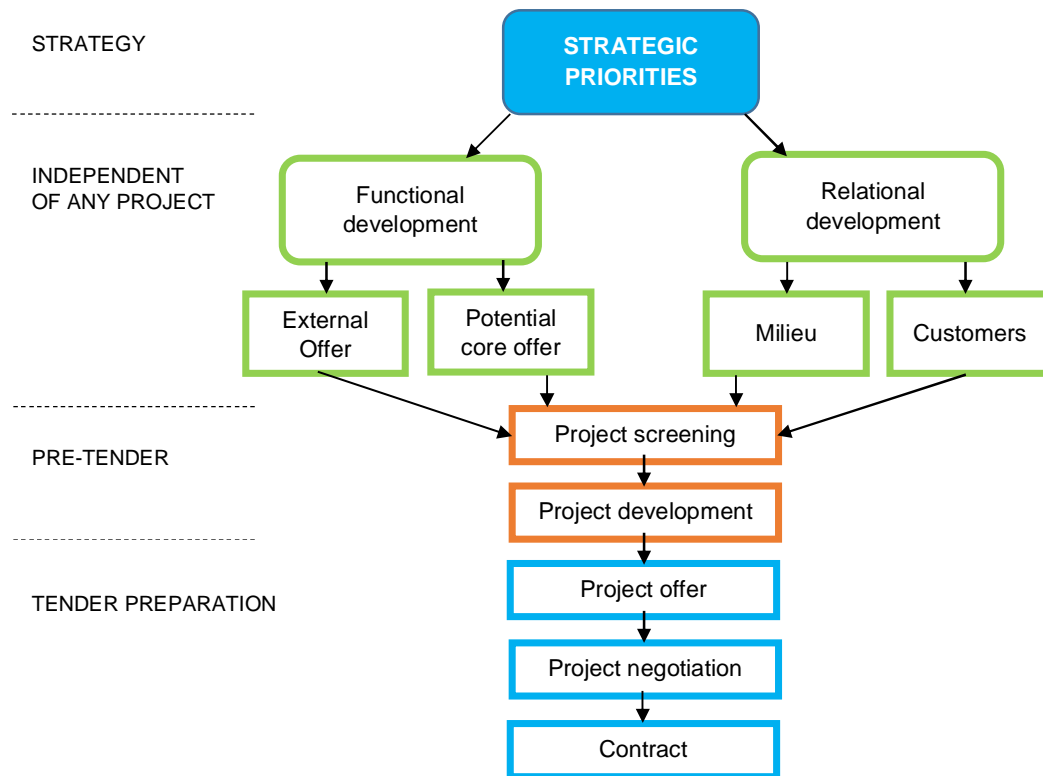 STRATEGY
STRATEGIC
PRIORITIES
INDEPENDENT
OF ANY PROJECT
Functional
development
Relational
development
External
Offer
Potential
core offer
Milieu
Customers
PRE-TENDER
Project screening
Project development
TENDER PREPARATION
Project offer
Project negotiation
Contract